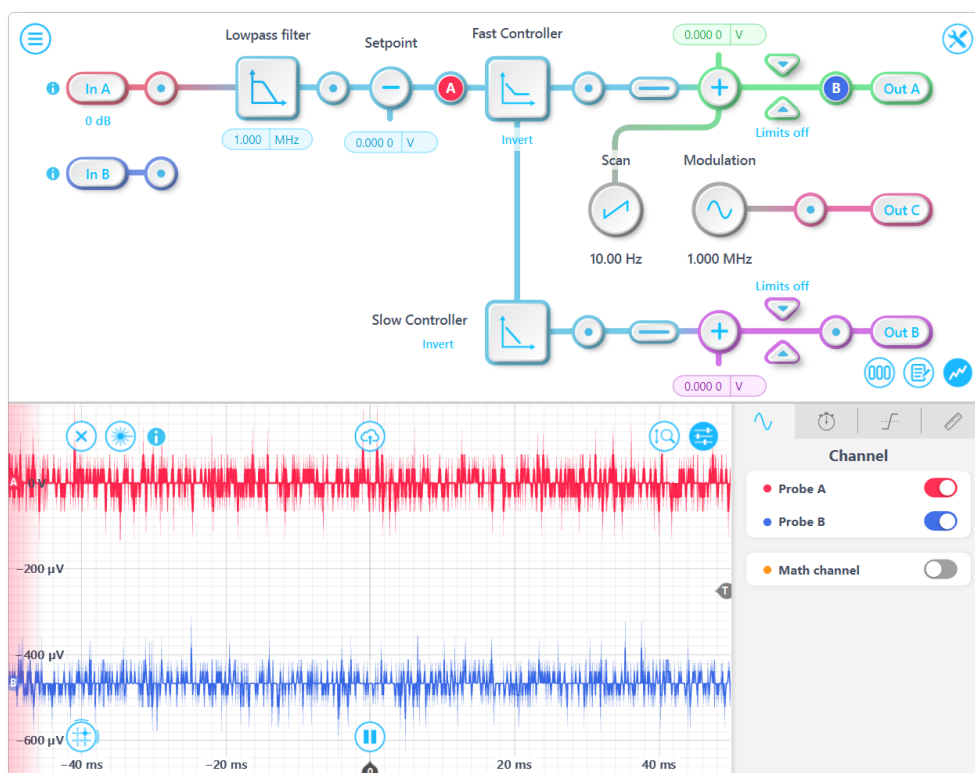 Lowpass filter
Setpoint
Fast Controller
0.000 0 V
In A
A
B
Out A
0 dB
1.000 MHz
0.000 0 V
Invert
Limits off
In B
Scan
Modulation
Out C
10.00 Hz
1.000 MHz
Limits off
Slow Controller
Invert
Out B
0.000 0 V
Channel
A
0 V
Probe A
Probe B
−200 µV
Math channel
T
−400 µV
B
−600 µV
−40 ms
−20 ms
0
20 ms
40 ms